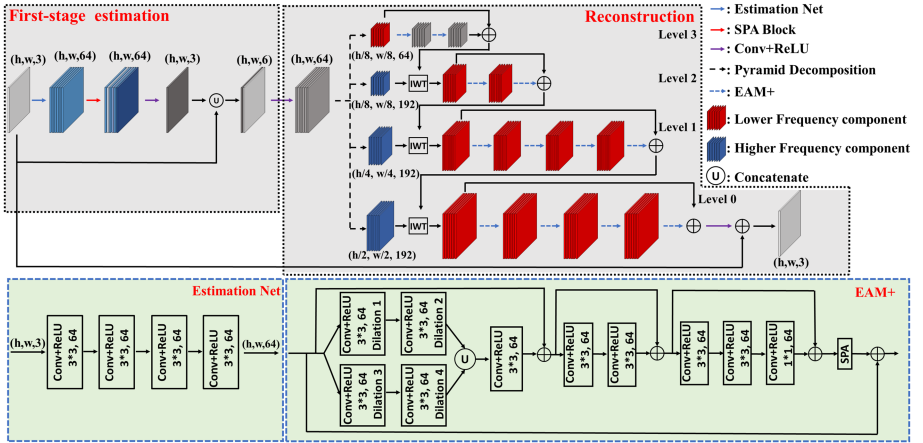 First-stage estimation
Reconstruction
(h,w,3)
(h,w,64)
(h,w,64)
(h,w,3)
(h,w,6)
(h,w,64)
U
(h/8, w/8, 64)
Level 3
(h/8, w/8, 192)
IWT
Level 2
(h/4, w/4, 192)
IWT
Level 1
(h/2, w/2, 192)
IWT
Level 0
(h,w,3)
: Estimation Net
: SPA Block
: Conv+ReLU
: Pyramid Decomposition
: EAM+
: Lower Frequency component
: Higher Frequency component
U : Concatenate
Estimation Net
(h,w,3)
Conv+ReLU
3*3, 64
Conv+ReLU
3*3, 64
Conv+ReLU
3*3, 64
Conv+ReLU
3*3, 64
(h,w,64)
EAM+
Conv+ReLU
3*3, 64
Dilation 1
Conv+ReLU
3*3, 64
Dilation 2
Conv+ReLU
3*3, 64
Dilation 3
Conv+ReLU
3*3, 64
Dilation 4
U
Conv+ReLU
3*3, 64
Conv+ReLU
3*3, 64
Conv+ReLU
3*3, 64
Conv+ReLU
3*3, 64
Conv+ReLU
3*3, 64
Conv+ReLU
1*1, 64
SPA